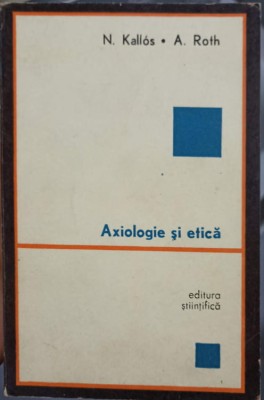 N. Kallós • A. Roth
Axiologie și etică
editura
științifică